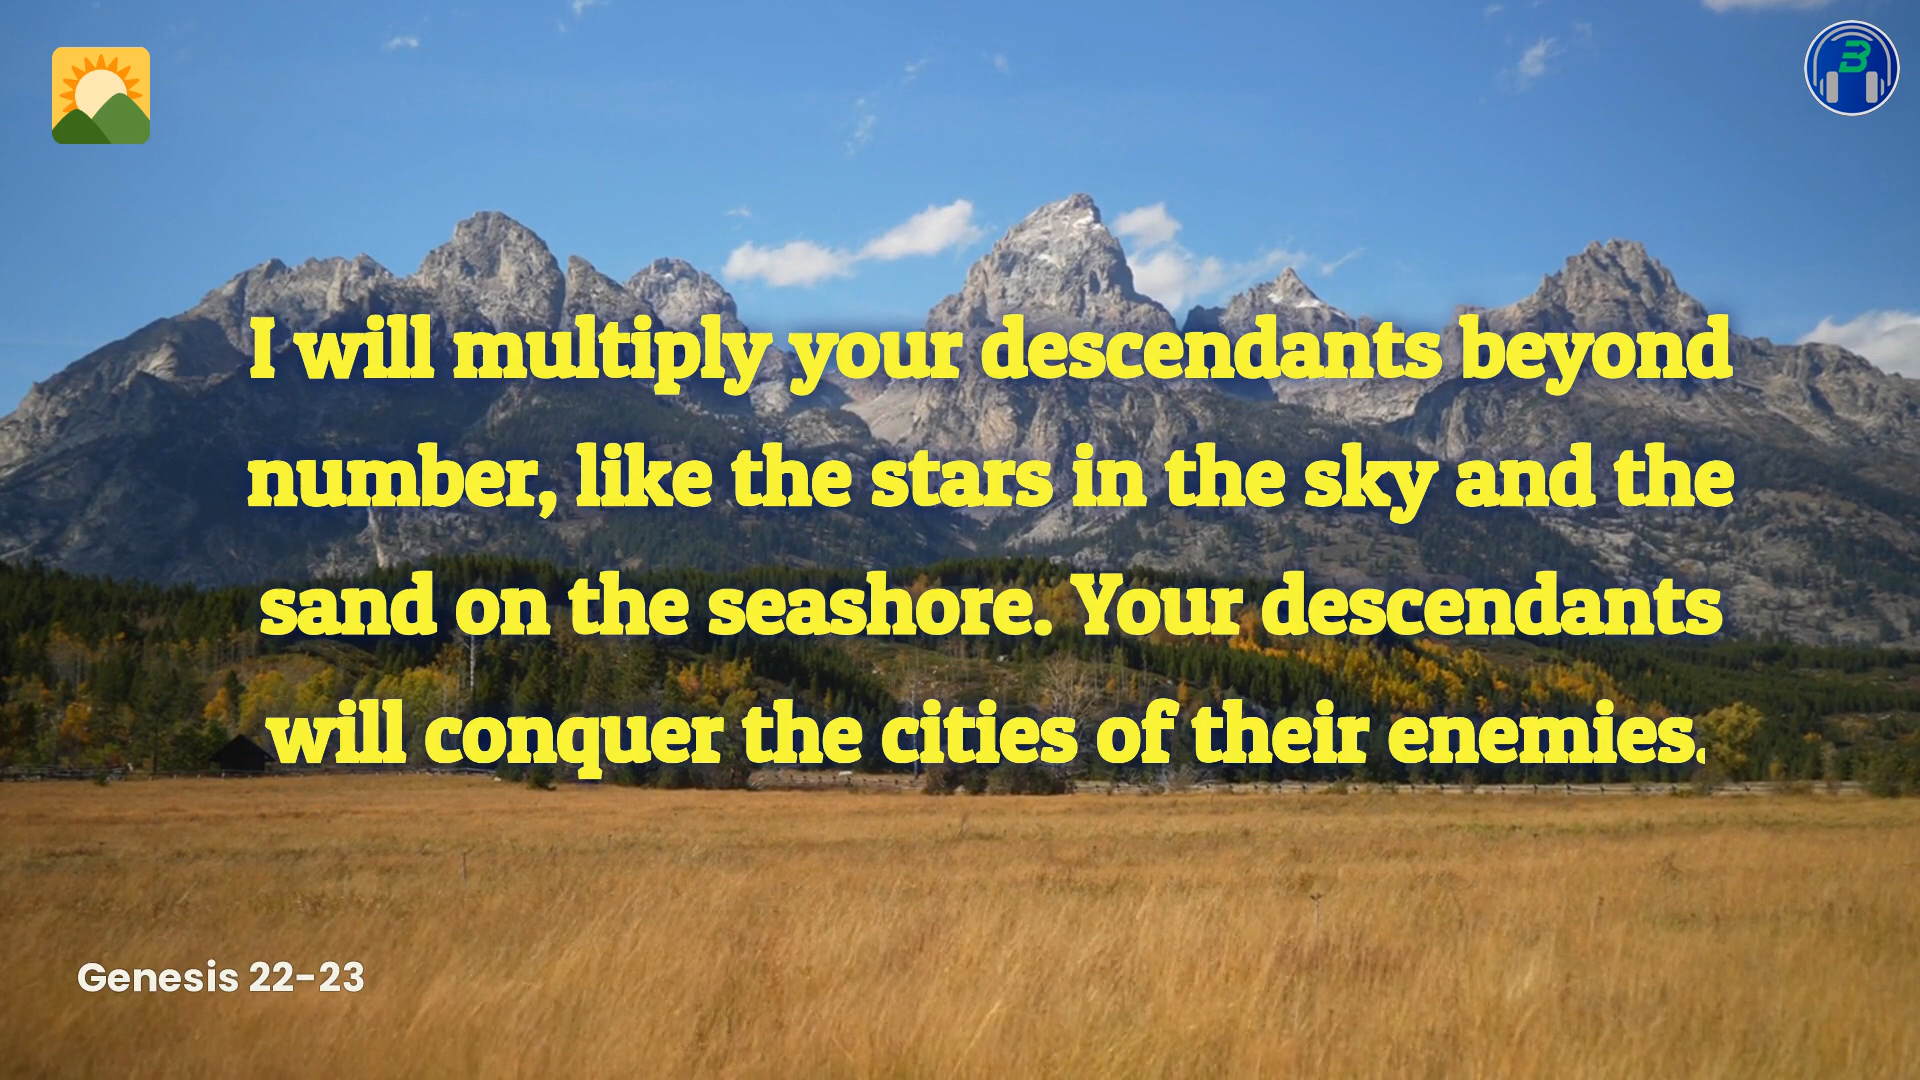 I will multiply your descendants beyond
number, like the stars in the sky and the
sand on the seashore. Your descendants
will conquer the cities of their enemies.
Genesis 22-23